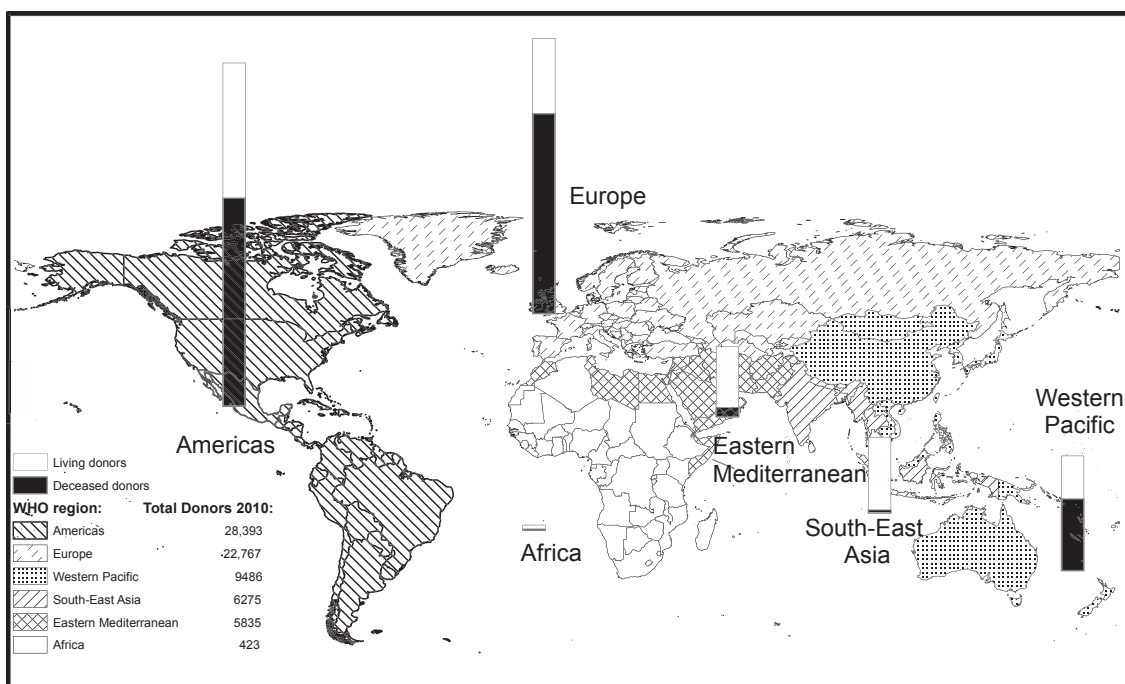 Europe
Western
Pacific
Americas
Eastern
Mediterranean
South-East
Asia
Africa
Living donors
Deceased donors
WHO region: Total Donors 2010:
Americas 28,393
Europe 22,767
Western Pacific 9486
South-East Asia 6275
Eastern Mediterranean 5835
Africa 423